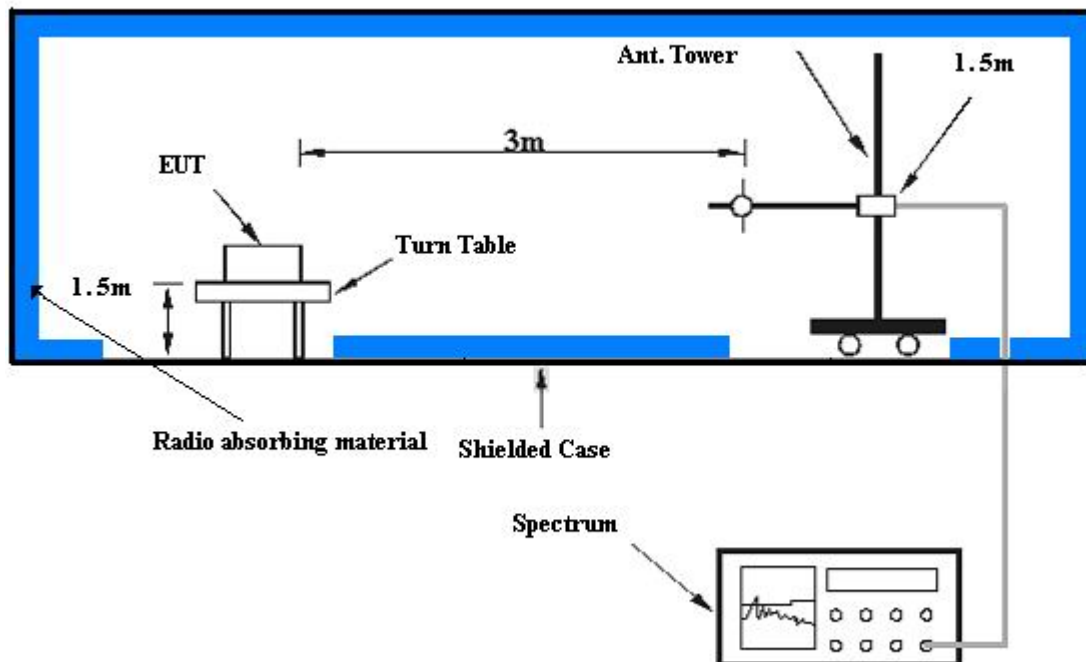 Ant. Tower
1.5m
3m
EUT
Turn Table
1.5m
Radio absorbing material
Shielded Case
Spectrum